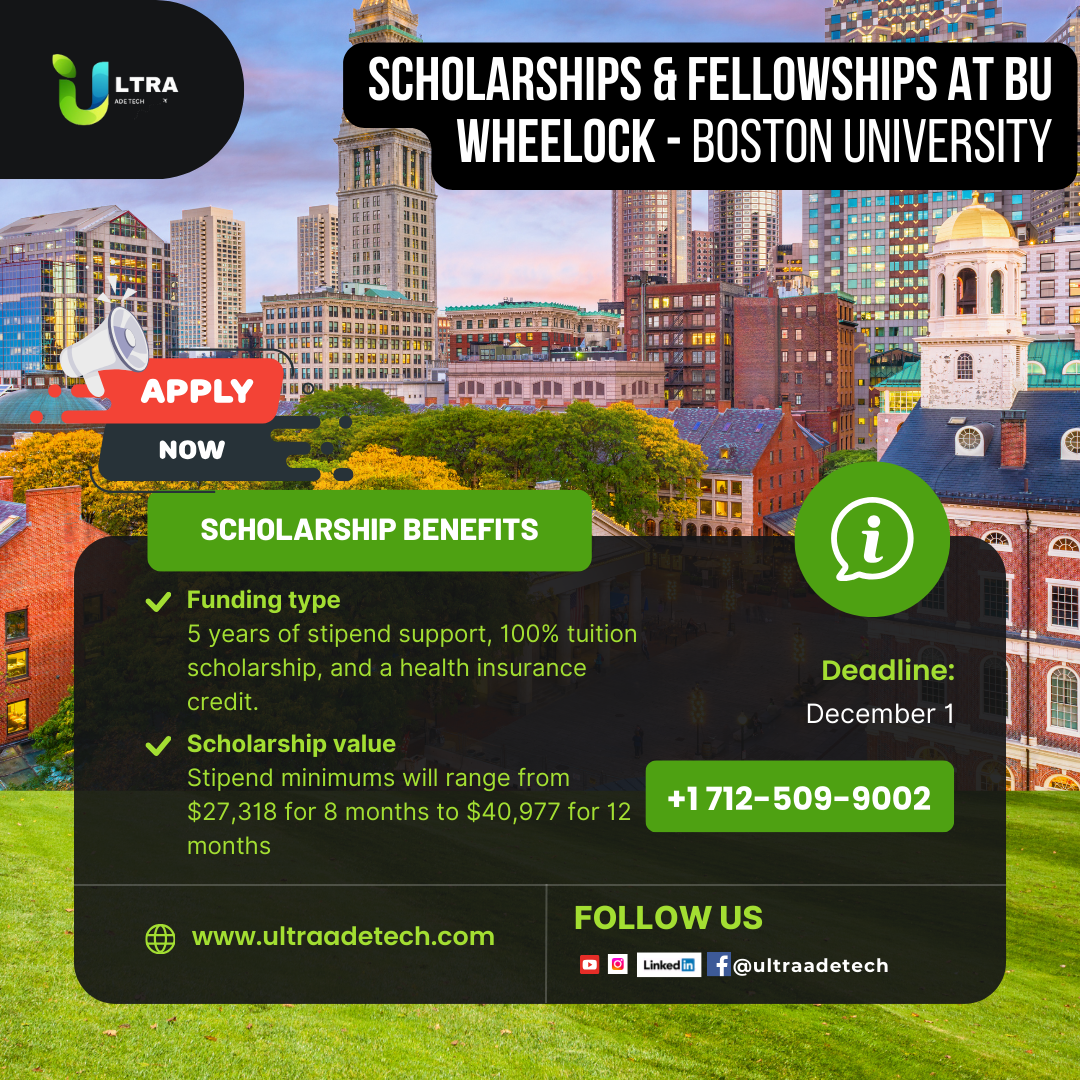 ULTRA
ADETECH
SCHOLARSHIPS & FELLOWSHIPS AT BU
WHEELOCK - BOSTON UNIVERSITY
APPLY
NOW
SCHOLARSHIP BENEFITS
Funding type
5 years of stipend support, 100% tuition
scholarship, and a health insurance
credit.
Scholarship value
Stipend minimums will range from
$27,318 for 8 months to $40,977 for 12
months
i
Deadline:
December 1
+1 712-509-9002
www.ultraadetech.com
FOLLOW US
Linked in f @ultraadetech